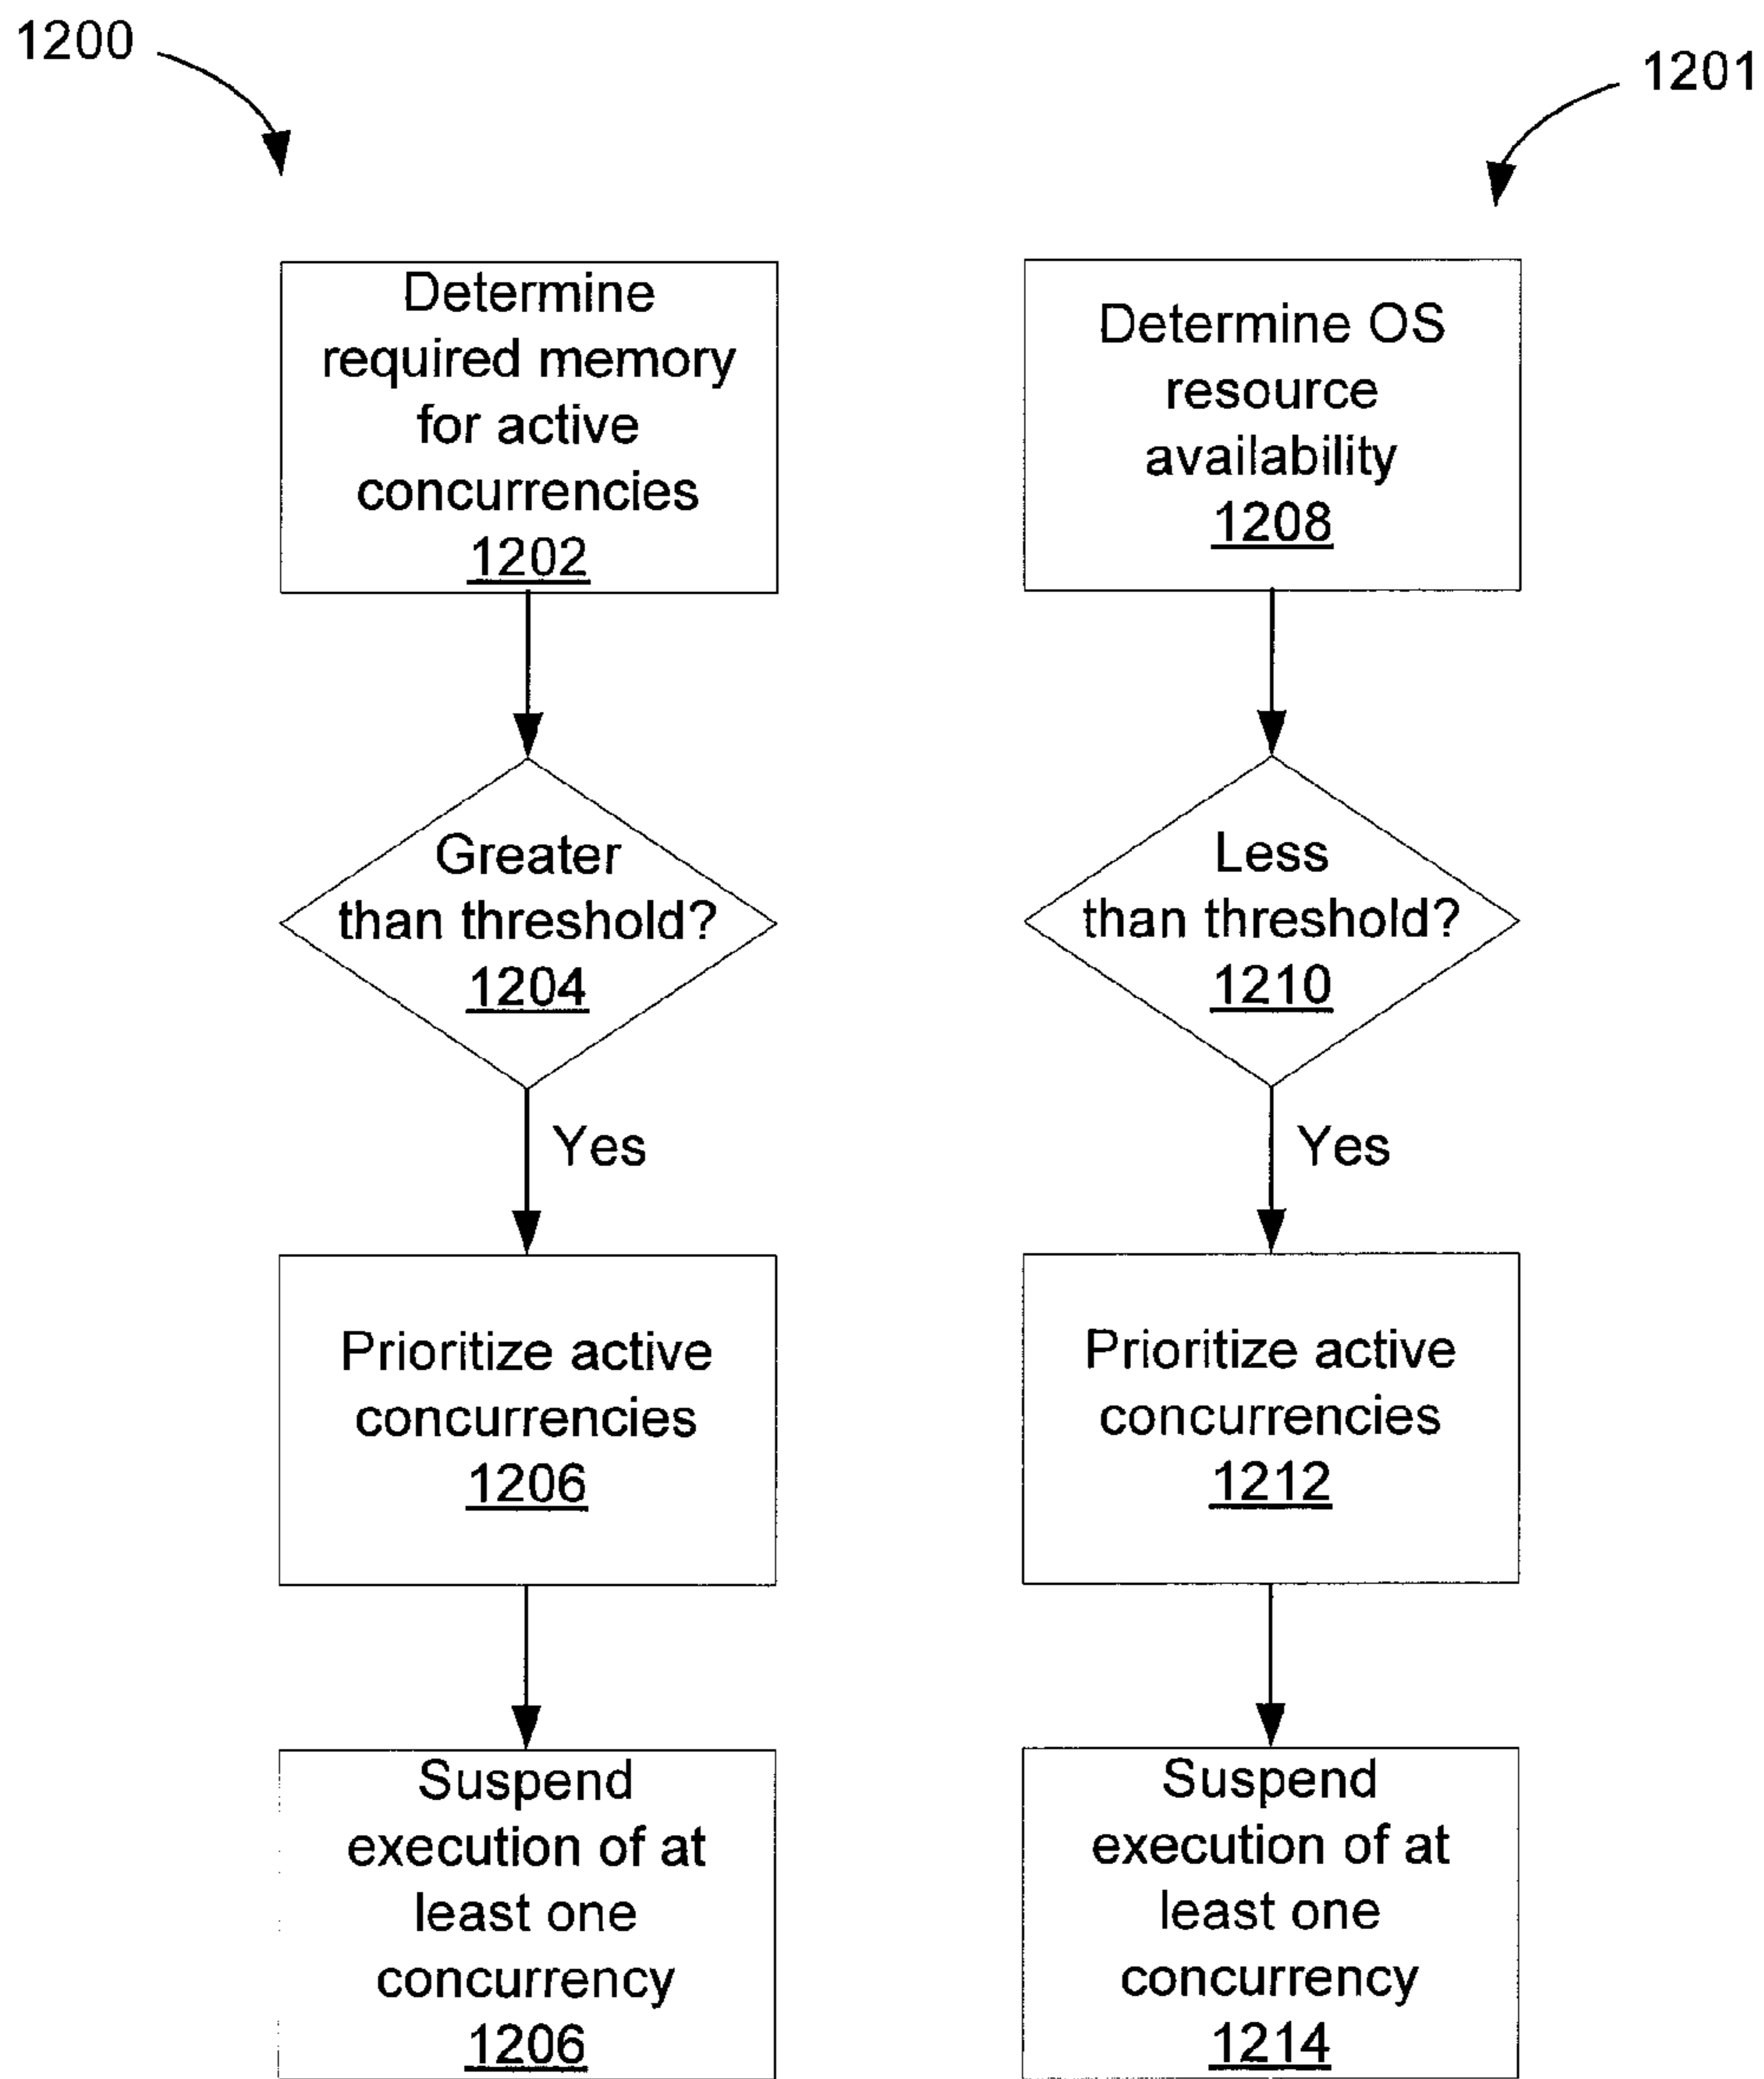 1200
1201
Determine
required memory
for active
concurrencies
1202
Greater
than threshold?
1204
Yes
Prioritize active
concurrencies
1206
Suspend
execution of at
least one
concurrency
1206
Determine OS
resource
availability
1208
Less
than threshold?
1210
Yes
Prioritize active
concurrencies
1212
Suspend
execution of at
least one
concurrency
1214